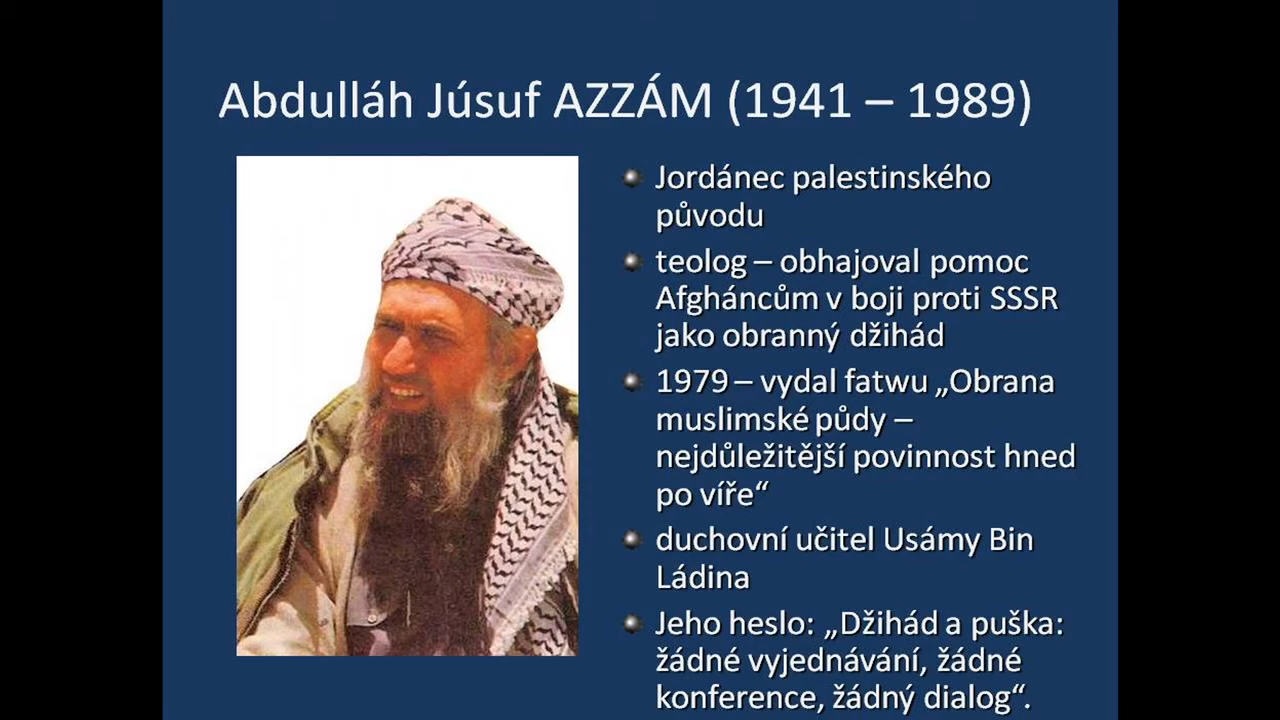 Abdulláh Júsuf AZZÁM (1941 – 1989)
Jordánec palestinského
původu
teolog – obhajoval pomoc
Afgháncům v boji proti SSSR
jako obranný džihád
1979 – vydal fatwu „Obrana
muslimské půdy –
nejdůležitější povinnost hned
po víře“
duchovní učitel Usámy Bin
Ládina
Jeho heslo: „Džihád a puška:
žádné vyjednávání, žádné
konference, žádný dialog“.